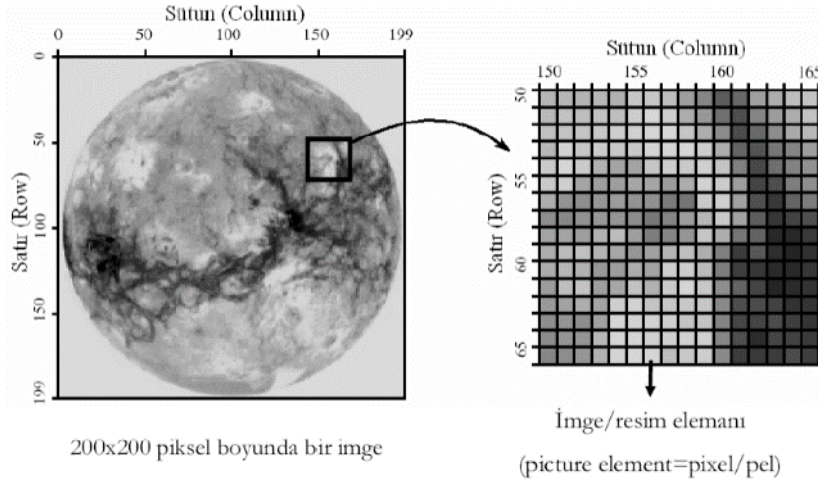 Sütun (Column)
0 50 100 150 199
Satır (Row)
0
50
100
150
199
200x200 piksel boyunda bir imge
Sütun (Column)
150 155 160 165
Satır (Row)
50
55
60
65
İmge/resim elemanı
(picture element=pixel/pel)